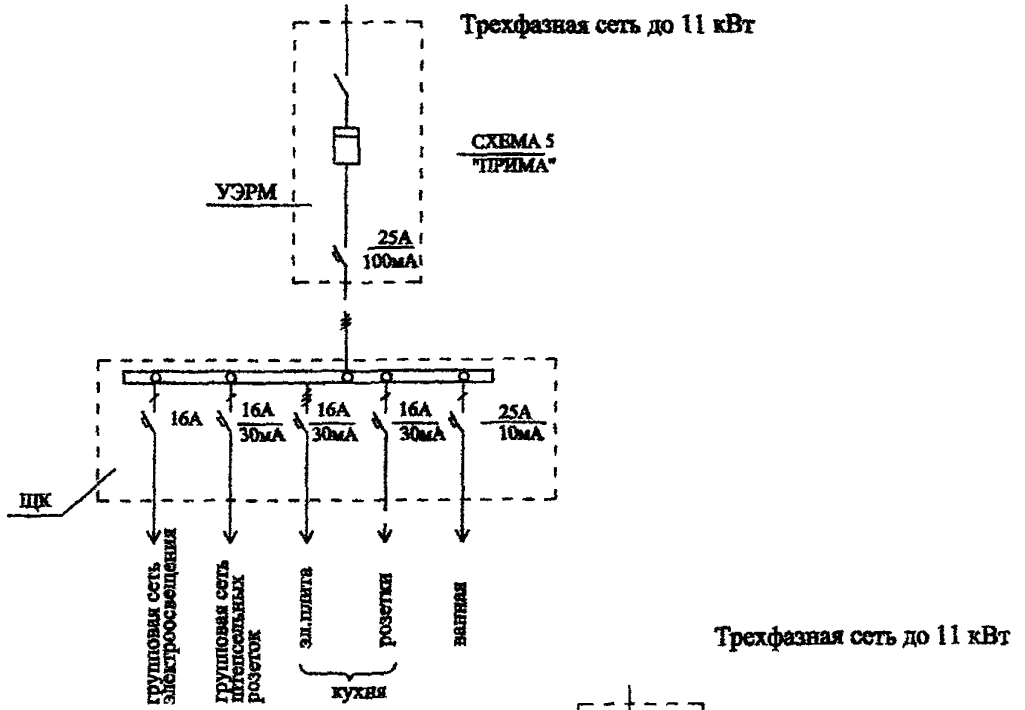 Трехфазная сеть до 11 кВт
СХЕМА 5
"ПРИМА"
УЭРМ
25А
100мА
16А
16А
30мА
16А
30мА
16А
30мА
25А
10мА
ЩК
групповая сеть
электроосвещения
групповая сеть
штепсельных
розеток
эл.плита
розетки
ванная
кухня
Трехфазная сеть до 11 кВт